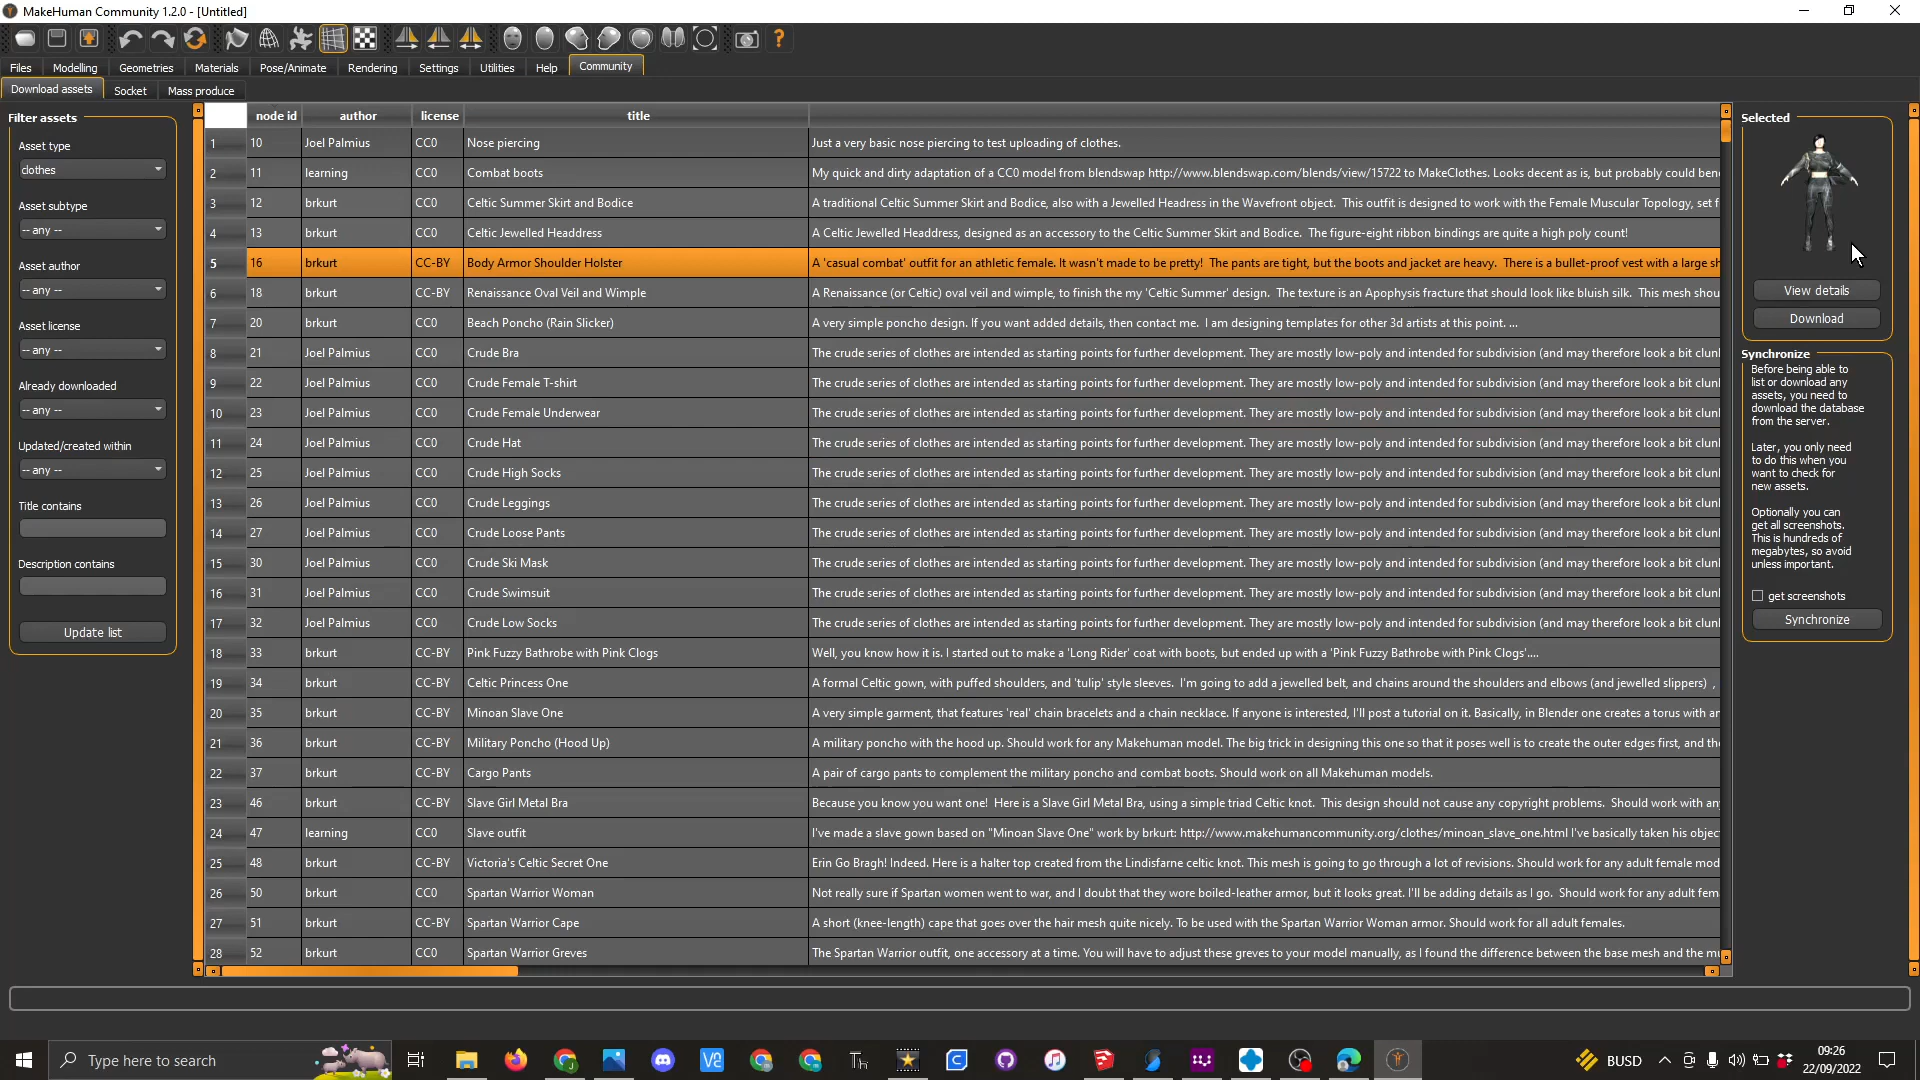 MakeHuman Community 1.2.0 - [Untitled]
Files Modelling Geometries Materials Pose/Animate Rendering Settings Utilities Help Community
Download assets Socket Mass produce
Filter assets
Asset type
clothes
Asset subtype
-- any --
Asset author
-- any --
Asset license
-- any --
Already downloaded
-- any --
Updated/created within
-- any --
Title contains
Description contains
Update list
node id author license title
1 10 Joel Palmius CC0 Nose piercing Just a very basic nose piercing to test uploading of clothes.
2 11 learning CC0 Combat boots My quick and dirty adaptation of a CC0 model from blendswap http://www.blendswap.com/blends/view/15722 to MakeClothes. Looks decent as is, but probably could ben
3 12 brkurt CC0 Celtic Summer Skirt and Bodice A traditional Celtic Summer Skirt and Bodice, also with a Jewelled Headress in the Wavefront object. This outfit is designed to work with the Female Muscular Topology, set f
4 13 brkurt CC0 Celtic Jewelled Headdress A Celtic Jewelled Headdress, designed as an accessory to the Celtic Summer Skirt and Bodice. The figure-eight ribbon bindings are quite a high poly count!
5 16 brkurt CC-BY Body Armor Shoulder Holster A 'casual combat' outfit for an athletic female. It wasn't made to be pretty! The pants are tight, but the boots and jacket are heavy. There is a bullet-proof vest with a large sh
6 18 brkurt CC-BY Renaissance Oval Veil and Wimple A Renaissance (or Celtic) oval veil and wimple, to finish the my 'Celtic Summer' design. The texture is an Apophysis fracture that should look like bluish silk. This mesh shou
7 20 brkurt CC0 Beach Poncho (Rain Slicker) A very simple poncho design. If you want added details, then contact me. I am designing templates for other 3d artists at this point. ...
8 21 Joel Palmius CC0 Crude Bra The crude series of clothes are intended as starting points for further development. They are mostly low-poly and intended for subdivision (and may therefore look a bit clunl
9 22 Joel Palmius CC0 Crude Female T-shirt The crude series of clothes are intended as starting points for further development. They are mostly low-poly and intended for subdivision (and may therefore look a bit clunl
10 23 Joel Palmius CC0 Crude Female Underwear The crude series of clothes are intended as starting points for further development. They are mostly low-poly and intended for subdivision (and may therefore look a bit clunl
11 24 Joel Palmius CC0 Crude Hat The crude series of clothes are intended as starting points for further development. They are mostly low-poly and intended for subdivision (and may therefore look a bit clunl
12 25 Joel Palmius CC0 Crude High Socks The crude series of clothes are intended as starting points for further development. They are mostly low-poly and intended for subdivision (and may therefore look a bit clunl
13 26 Joel Palmius CC0 Crude Leggings The crude series of clothes are intended as starting points for further development. They are mostly low-poly and intended for subdivision (and may therefore look a bit clunl
14 27 Joel Palmius CC0 Crude Loose Pants The crude series of clothes are intended as starting points for further development. They are mostly low-poly and intended for subdivision (and may therefore look a bit clunl
15 30 Joel Palmius CC0 Crude Ski Mask The crude series of clothes are intended as starting points for further development. They are mostly low-poly and intended for subdivision (and may therefore look a bit clunl
16 31 Joel Palmius CC0 Crude Swimsuit The crude series of clothes are intended as starting points for further development. They are mostly low-poly and intended for subdivision (and may therefore look a bit clunl
17 32 Joel Palmius CC0 Crude Low Socks The crude series of clothes are intended as starting points for further development. They are mostly low-poly and intended for subdivision (and may therefore look a bit clunl
18 33 brkurt CC-BY Pink Fuzzy Bathrobe with Pink Clogs Well, you know how it is. I started out to make a 'Long Rider' coat with boots, but ended up with a 'Pink Fuzzy Bathrobe with Pink Clogs'....
19 34 brkurt CC-BY Celtic Princess One A formal Celtic gown, with puffed shoulders, and 'tulip' style sleeves. I'm going to add a jewelled belt, and chains around the shoulders and elbows (and jewelled slippers) ,
20 35 brkurt CC-BY Minoan Slave One A very simple garment, that features 'real' chain bracelets and a chain necklace. If anyone is interested, I'll post a tutorial on it. Basically, in Blender one creates a torus with an
21 36 brkurt CC-BY Military Poncho (Hood Up) A military poncho with the hood up. Should work for any Makehuman model. The big trick in designing this one so that it poses well is to create the outer edges first, and the
22 37 brkurt CC-BY Cargo Pants A pair of cargo pants to complement the military poncho and combat boots. Should work on all Makehuman models.
23 46 brkurt CC-BY Slave Girl Metal Bra Because you know you want one! Here is a Slave Girl Metal Bra, using a simple triad Celtic knot. This design should not cause any copyright problems. Should work with an
24 47 learning CC0 Slave outfit I've made a slave gown based on "Minoan Slave One" work by brkurt: http://www.makehumancommunity.org/clothes/minoan_slave_one.html I've basically taken his objec
25 48 brkurt CC-BY Victoria's Celtic Secret One Erin Go Bragh! Indeed. Here is a halter top created from the Lindisfarne celtic knot. This mesh is going to go through a lot of revisions. Should work for any adult female mod
26 50 brkurt CC0 Spartan Warrior Woman Not really sure if Spartan women went to war, and I doubt that they wore boiled-leather armor, but it looks great. I'll be adding details as I go. Should work for any adult fem
27 51 brkurt CC-BY Spartan Warrior Cape A short (knee-length) cape that goes over the hair mesh quite nicely. To be used with the Spartan Warrior Woman armor. Should work for all adult females.
28 52 brkurt CC0 Spartan Warrior Greves The Spartan Warrior outfit, one accessory at a time. You will have to adjust these greves to your model manually, as I found the difference between the base mesh and the mu
Selected
View details
Download
Synchronize
Before being able to
list or download any
assets, you need to
download the database
from the server.
Later, you only need
to do this when you
want to check for
new assets.
Optionally you can
get all screenshots.
This is hundreds of
megabytes, so avoid
unless important.
get screenshots
Synchronize
Type here to search
BUSD
09:26
22/09/2022